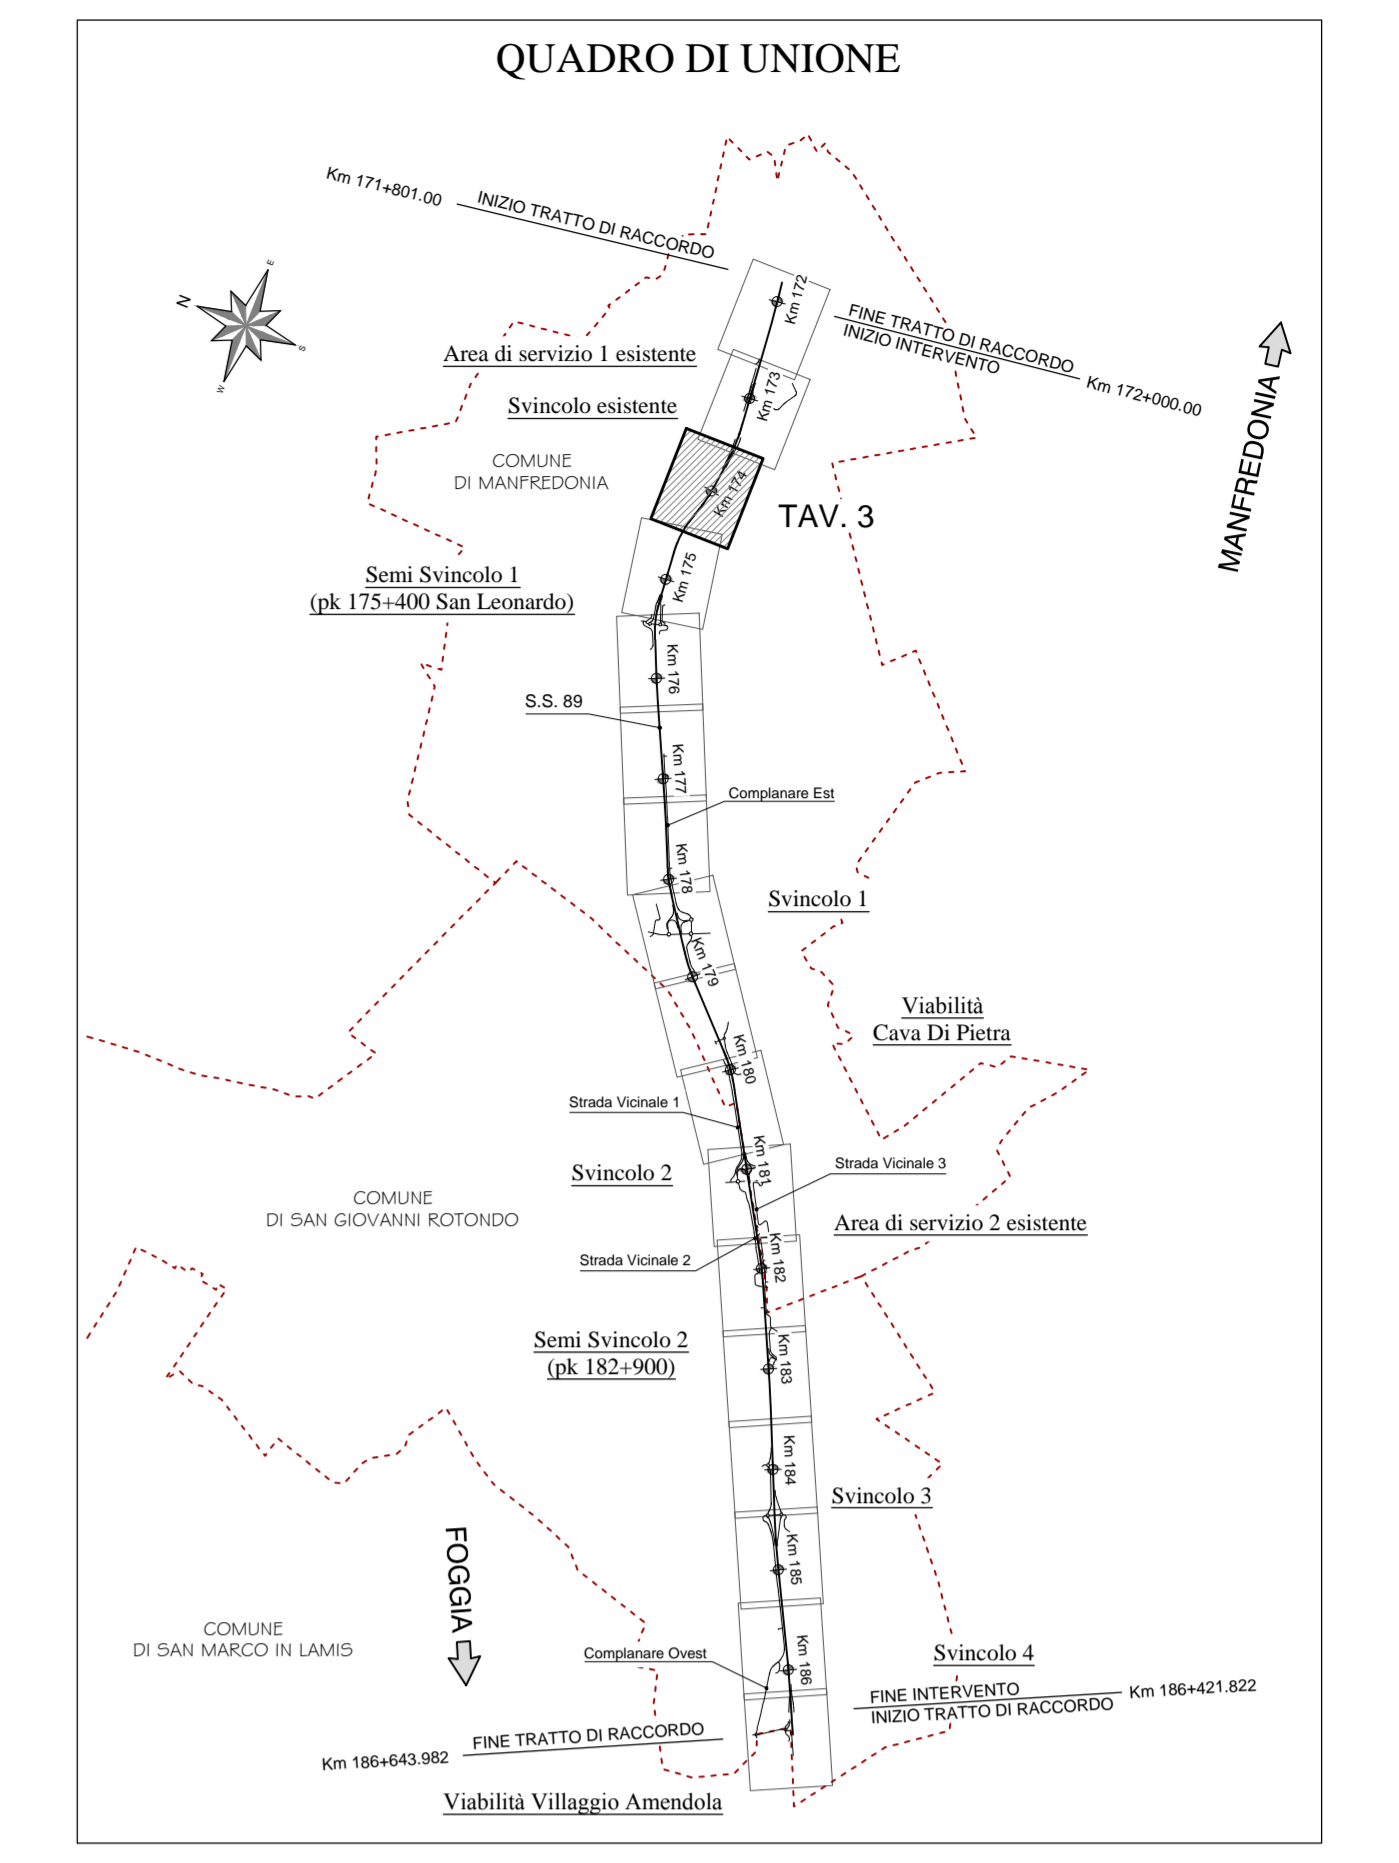 QUADRO DI UNIONE
Km 171+801.00
INIZIO TRATTO DI RACCORDO
N
E
S
W
Km 172
FINE TRATTO DI RACCORDO
INIZIO INTERVENTO
Km 172+000.00
MANFREDONIA
Area di servizio 1 esistente
Km 173
Svincolo esistente
COMUNE
DI MANFREDONIA
Km 174
TAV. 3
Km 175
Semi Svincolo 1
(pk 175+400 San Leonardo)
Km 176
S.S. 89
Km 177
Complanare Est
Km 178
Svincolo 1
Km 179
Viabilità
Cava Di Pietra
Km 180
Strada Vicinale 1
Km 181
Strada Vicinale 3
Svincolo 2
COMUNE
DI SAN GIOVANNI ROTONDO
Area di servizio 2 esistente
Strada Vicinale 2
Km 182
Semi Svincolo 2
(pk 182+900)
Km 183
Km 184
Svincolo 3
FOGGIA
Km 185
COMUNE
DI SAN MARCO IN LAMIS
Complanare Ovest
Km 186
Svincolo 4
FINE INTERVENTO
INIZIO TRATTO DI RACCORDO
Km 186+421.822
FINE TRATTO DI RACCORDO
Km 186+643.982
Viabilità Villaggio Amendola